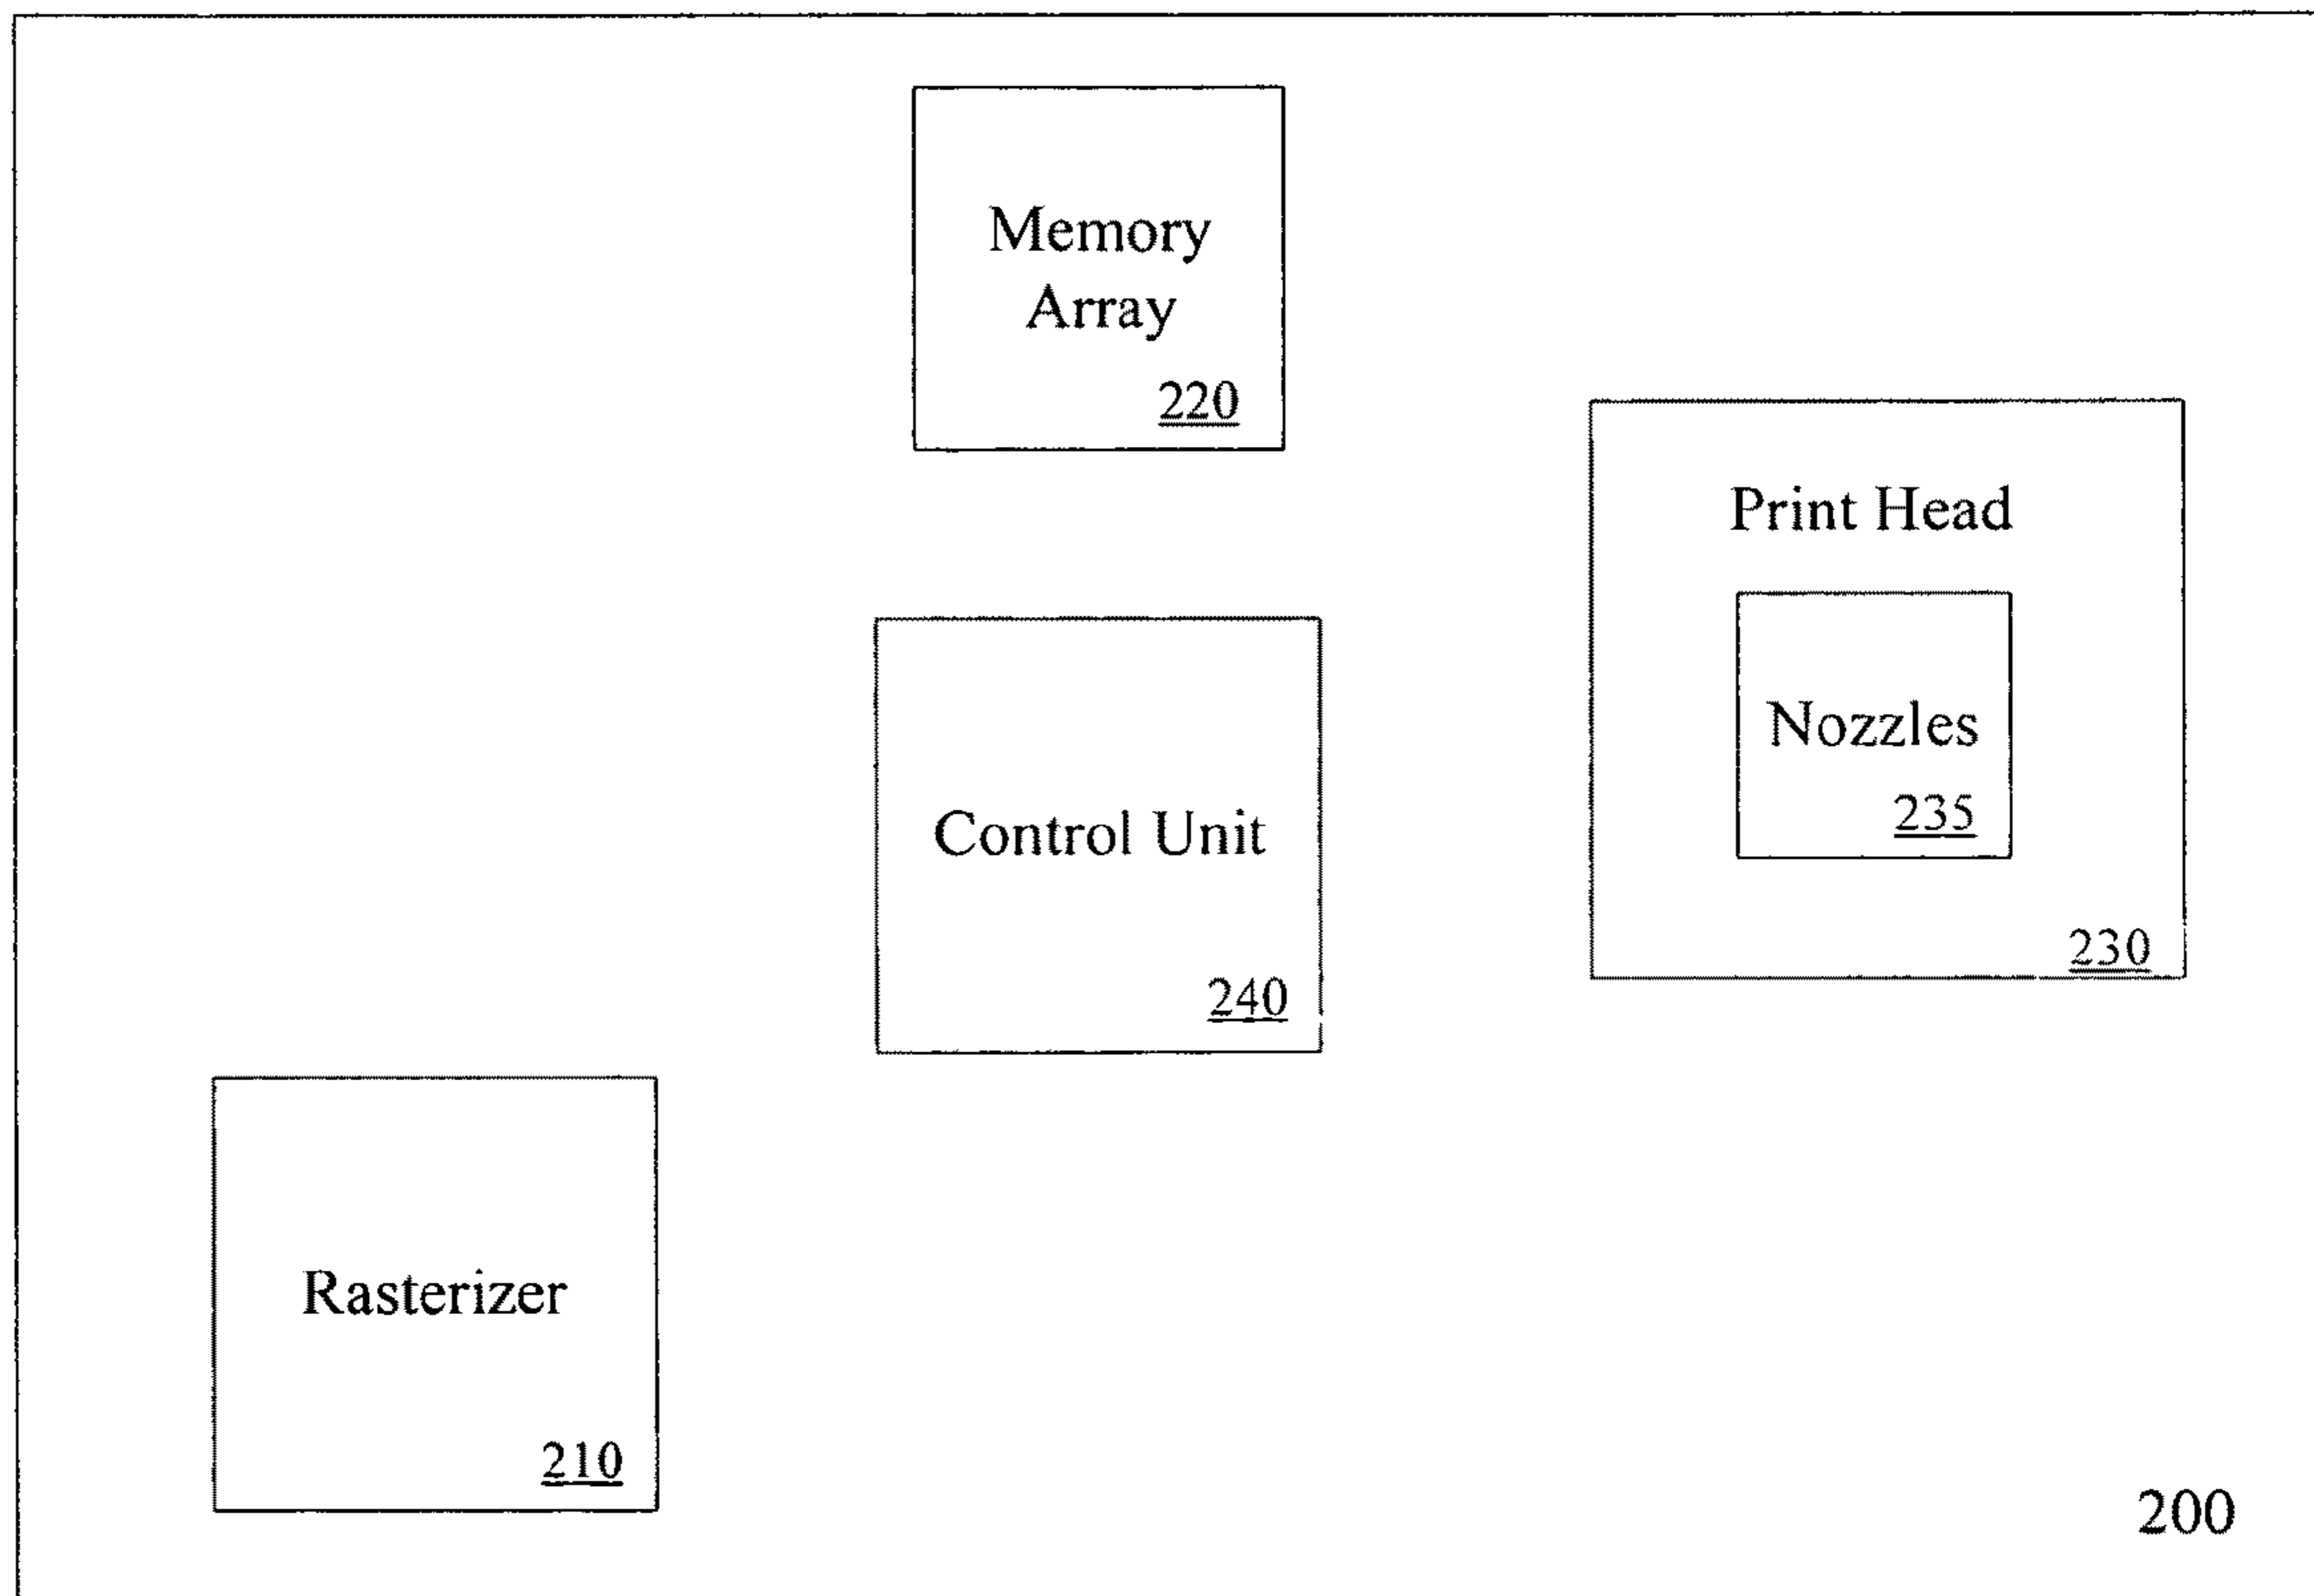 Memory
Array
220
Print Head
Nozzles
235
230
Control Unit
240
Rasterizer
210
200